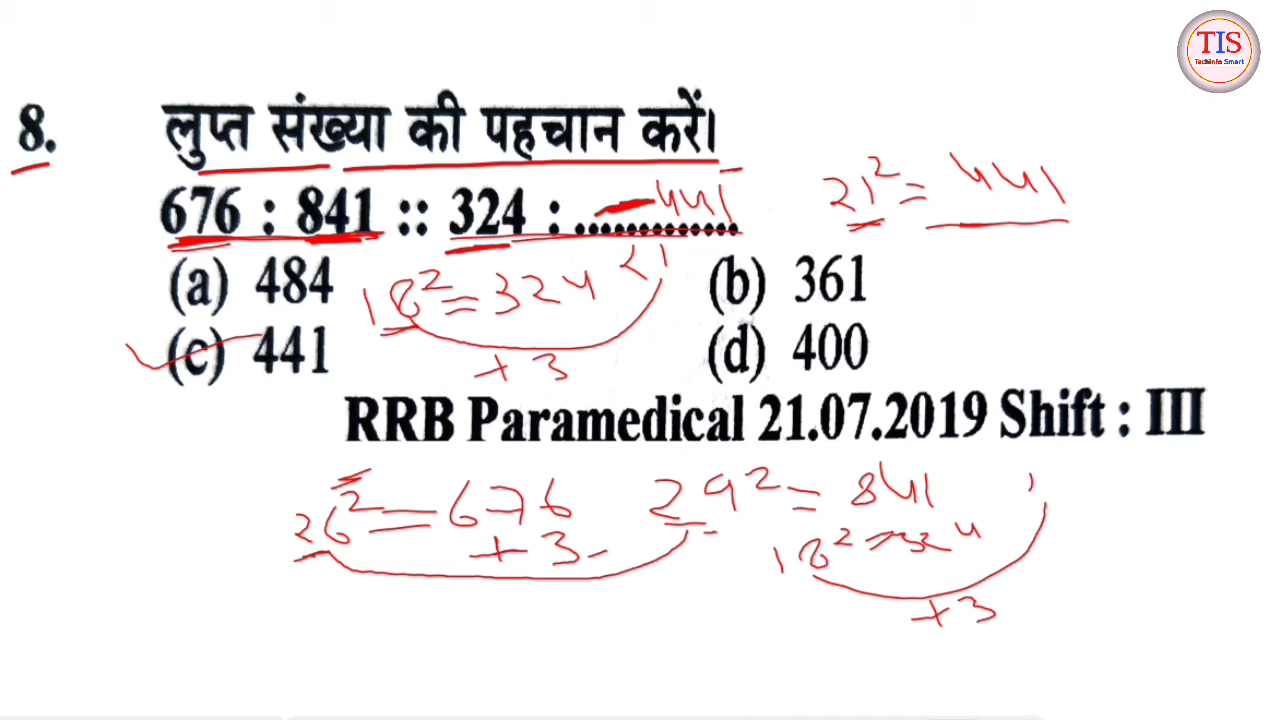 TIS
Techinfo Smart
8. लुप्त संख्या की पहचान करें।
676 : 841 :: 324 : ............. 441
21² = 441
(a) 484 (b) 361
18² = 324 21
(c) 441 (d) 400
+3
RRB Paramedical 21.07.2019 Shift : III
26² = 676 29² = 841
+3
18² = 324
+3